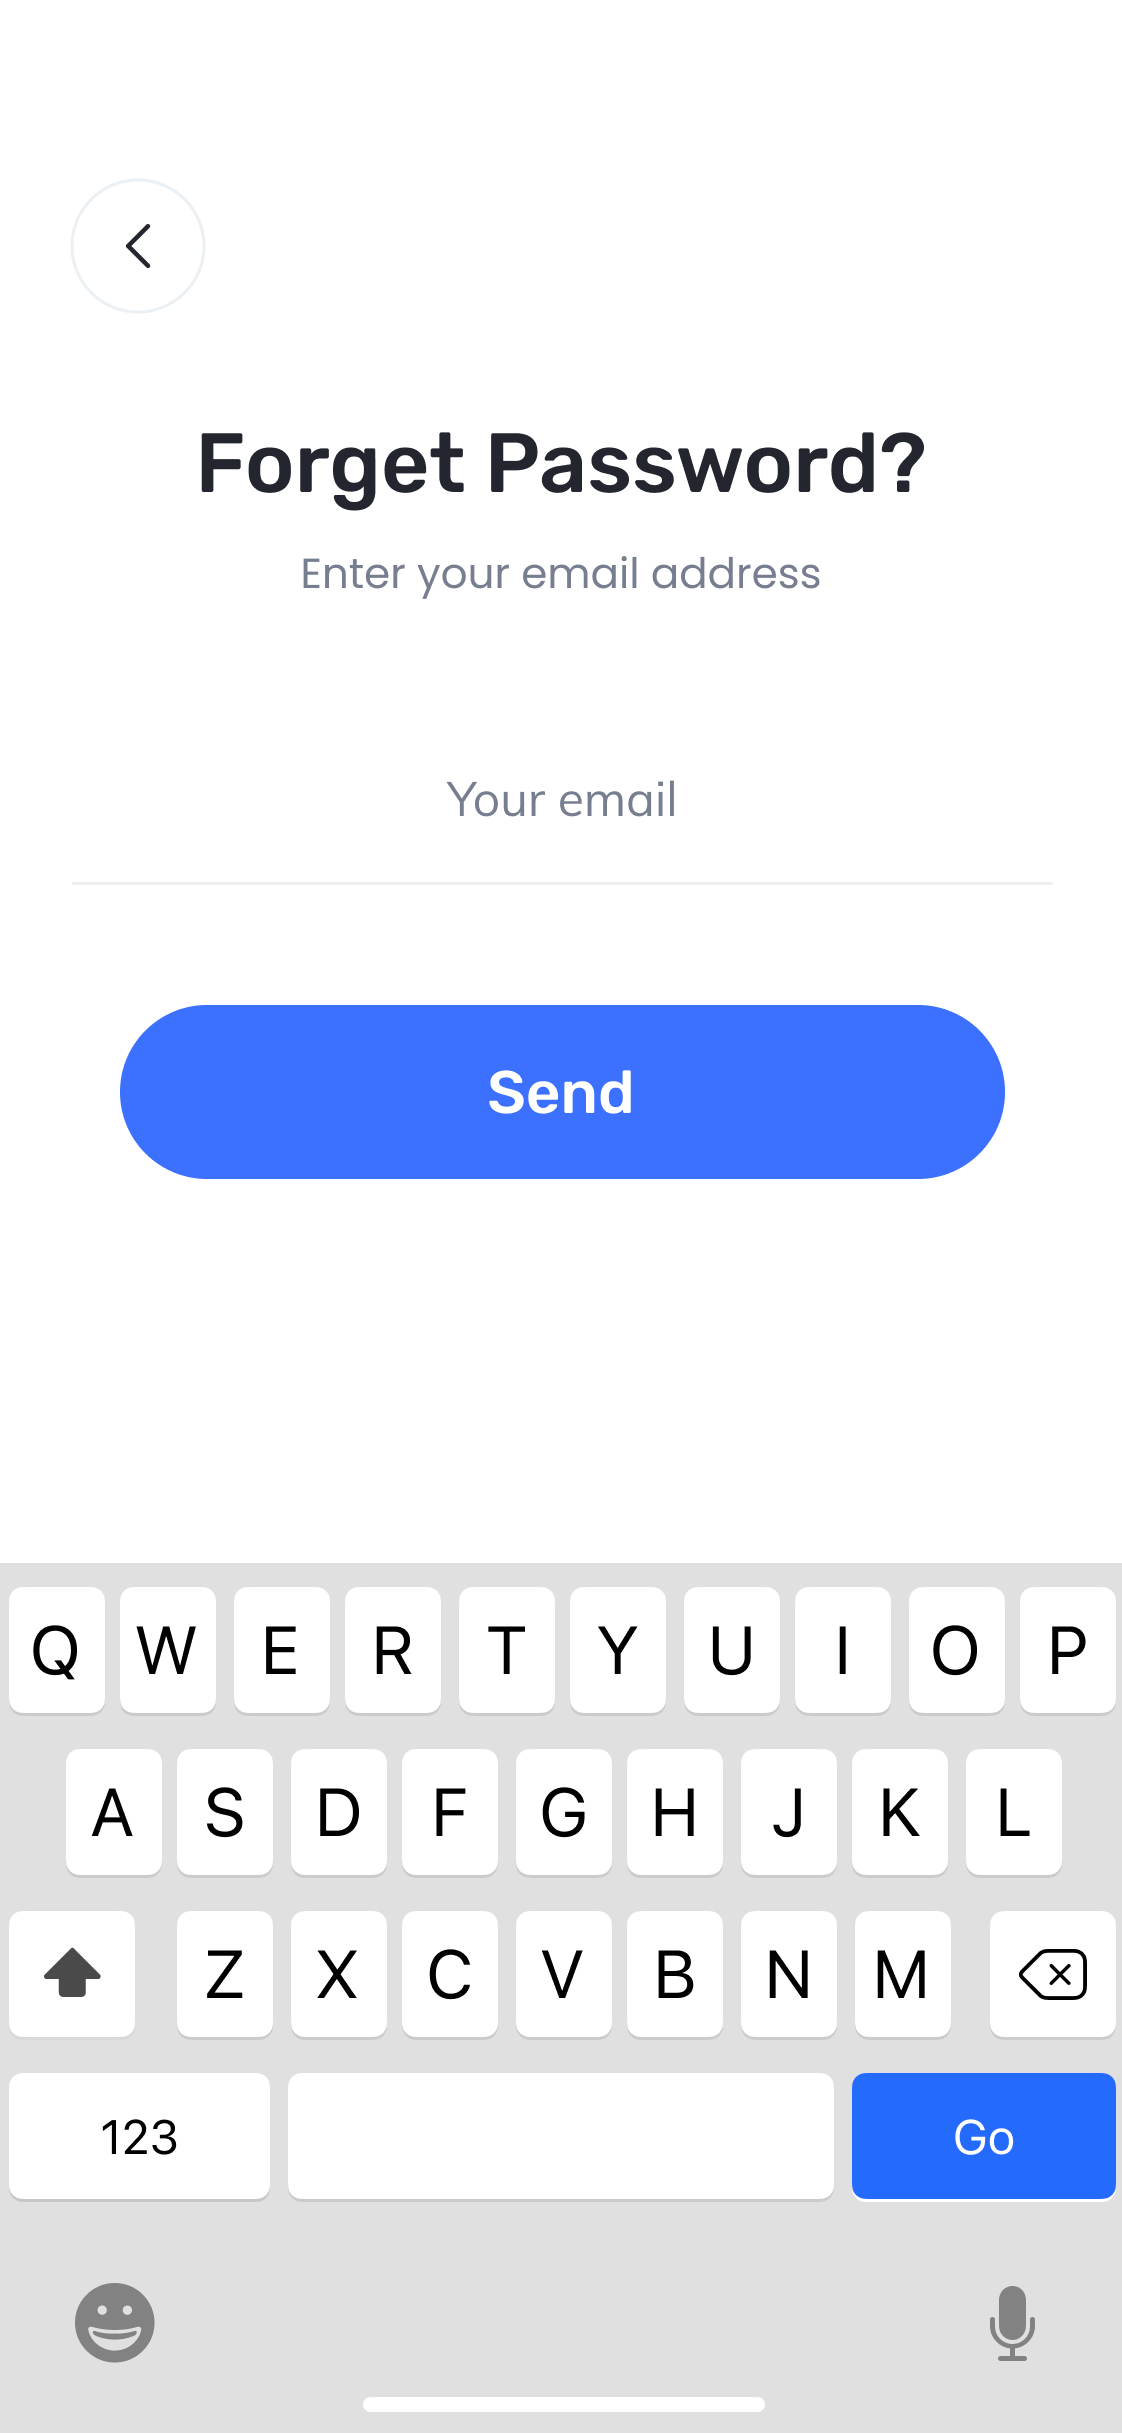 Forget Password?
Enter your email address
Your email
Send
Q W E R T Y U I O P
A S D F G H J K L
Z X C V B N M
123 Go